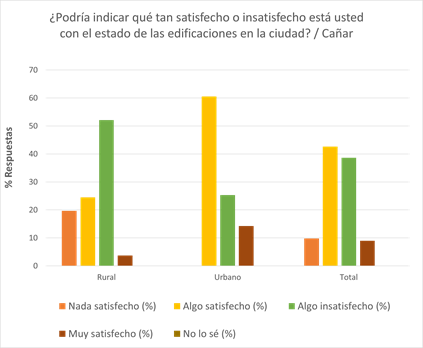 ¿Podría indicar qué tan satisfecho o insatisfecho está usted
con el estado de las edificaciones en la ciudad? / Cañar
70
60
50
40
30
20
10
0
% Respuestas
Rural Urbano Total
Nada satisfecho (%) Algo satisfecho (%) Algo insatisfecho (%)
Muy satisfecho (%) No lo sé (%)